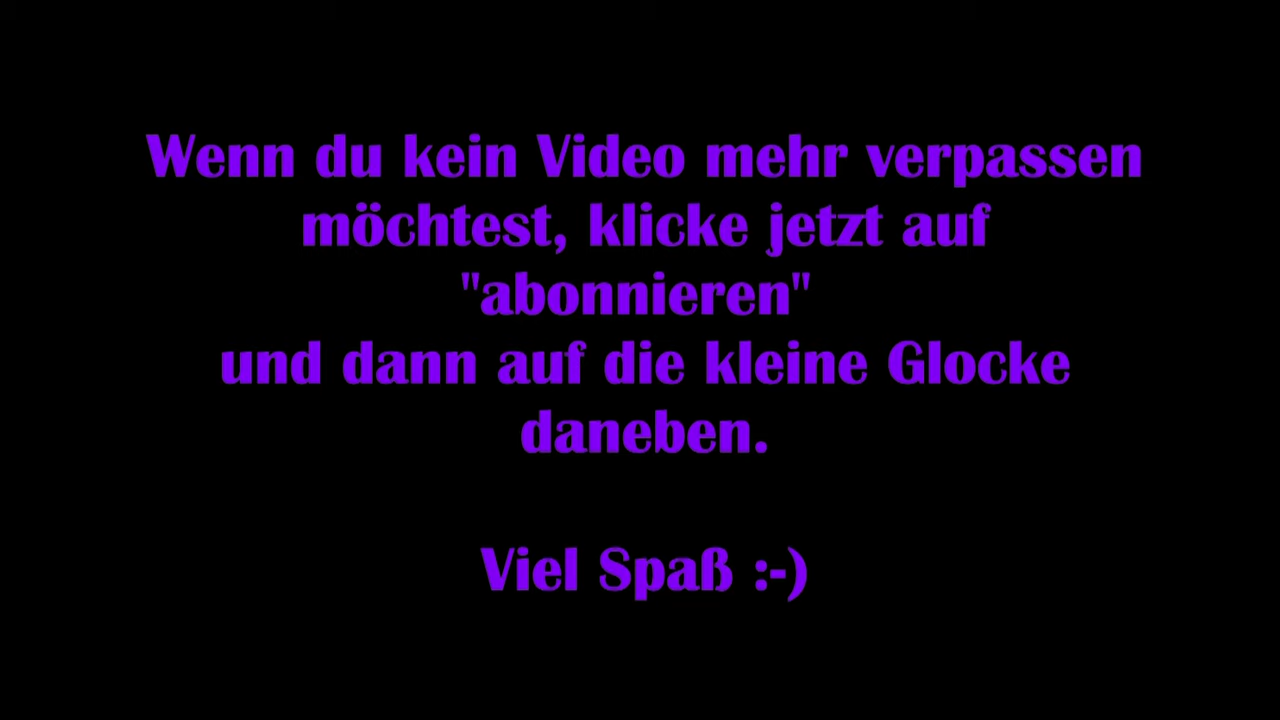 Wenn du kein Video mehr verpassen
möchtest, klicke jetzt auf
"abonnieren"
und dann auf die kleine Glocke
daneben.
Viel Spaß :-)